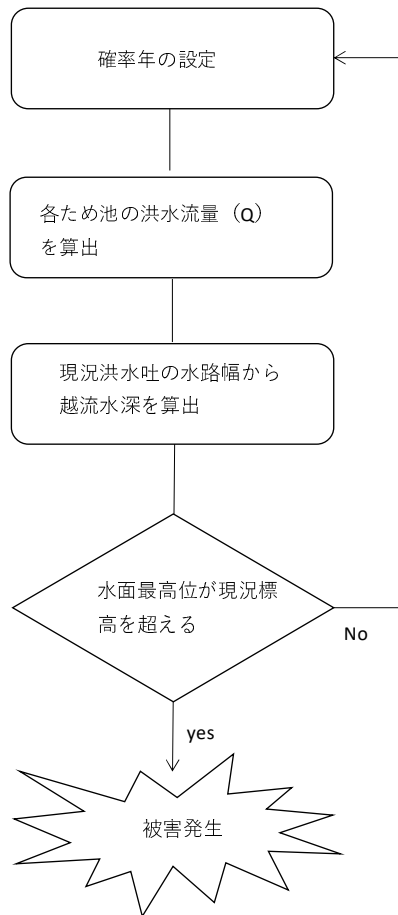 確率年の設定
各ため池の洪水流量（Q）
を算出
現況洪水吐の水路幅から
越流水深を算出
水面最高位が現況標
高を超える
No
yes
被害発生